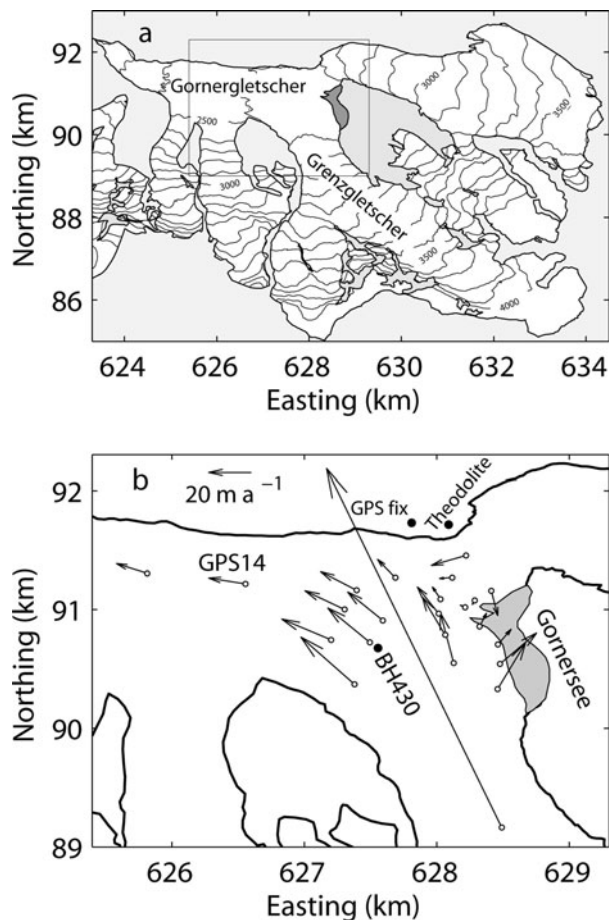 a
92
90
88
86
Northing (km)
Gornergletscher
Grenzgletscher
2500
3000
3000
3500
3500
4000
624
626
628
630
632
634
Easting (km)
b
92
91
90
89
Northing (km)
20 m a⁻¹
GPS fix
Theodolite
GPS14
BH430
Gornersee
626
627
628
629
Easting (km)